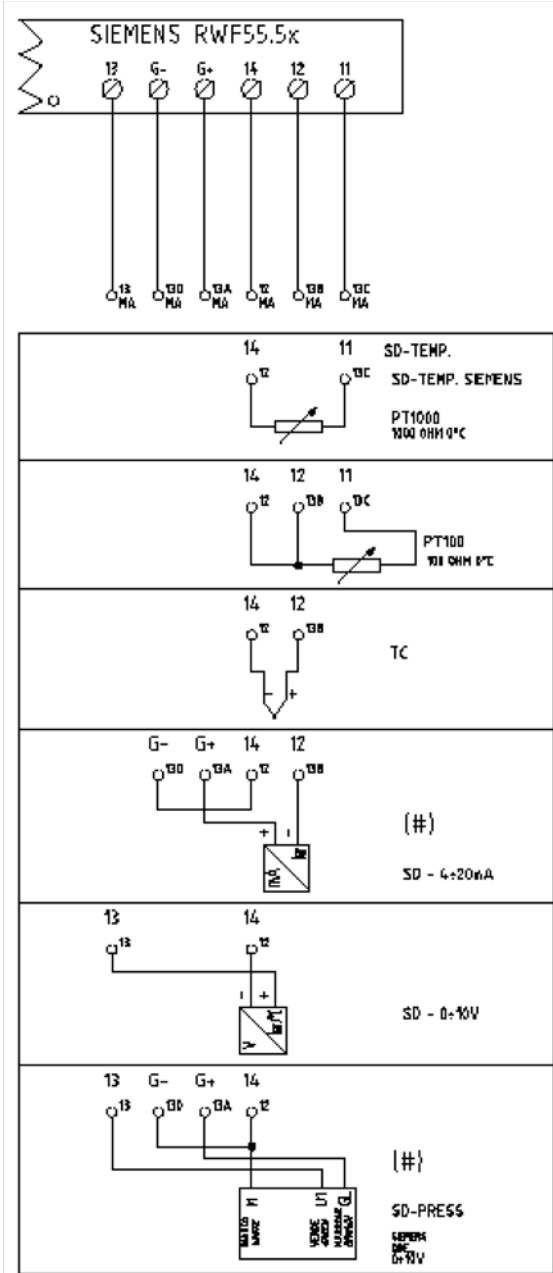 SIEMENS RWF55.5x
13 G- G+ 14 12 11
13 13D 13A 12 13B 13C
MA MA MA MA MA MA
14 11 SD-TEMP.
12 13C SD-TEMP. SIEMENS
PT1000
1000 OHM 0°C
14 12 11
12 13B 13C
PT100
100 OHM 0°C
14 12
12 13B
TC
- +
G- G+ 14 12
13D 13A 12 13B
(#)
+ -
mA bar
SD - 4÷20mA
13 14
13 12
- +
SD - 0÷10V
V
13 G- G+ 14
13 13D 13A 12
(#)
M U1 GL
SD-PRESS
VERDE
GREEN
SIEMENS
0÷10V